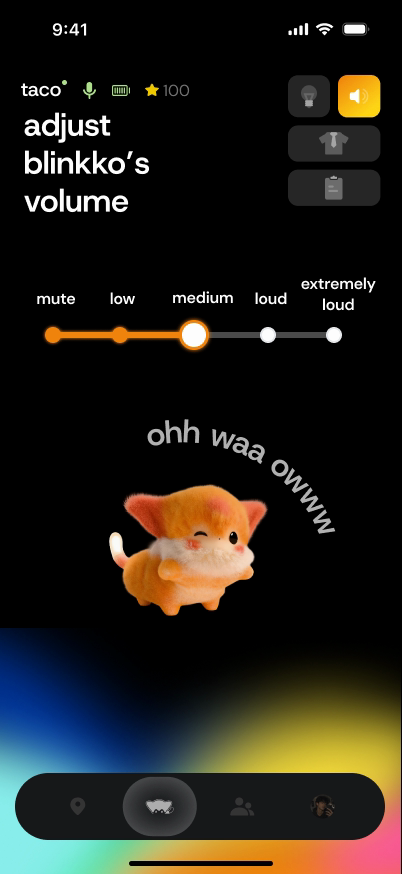 9:41
taco
100
adjust
blinkko's
volume
mute low medium loud extremely
loud
ohh waa owww